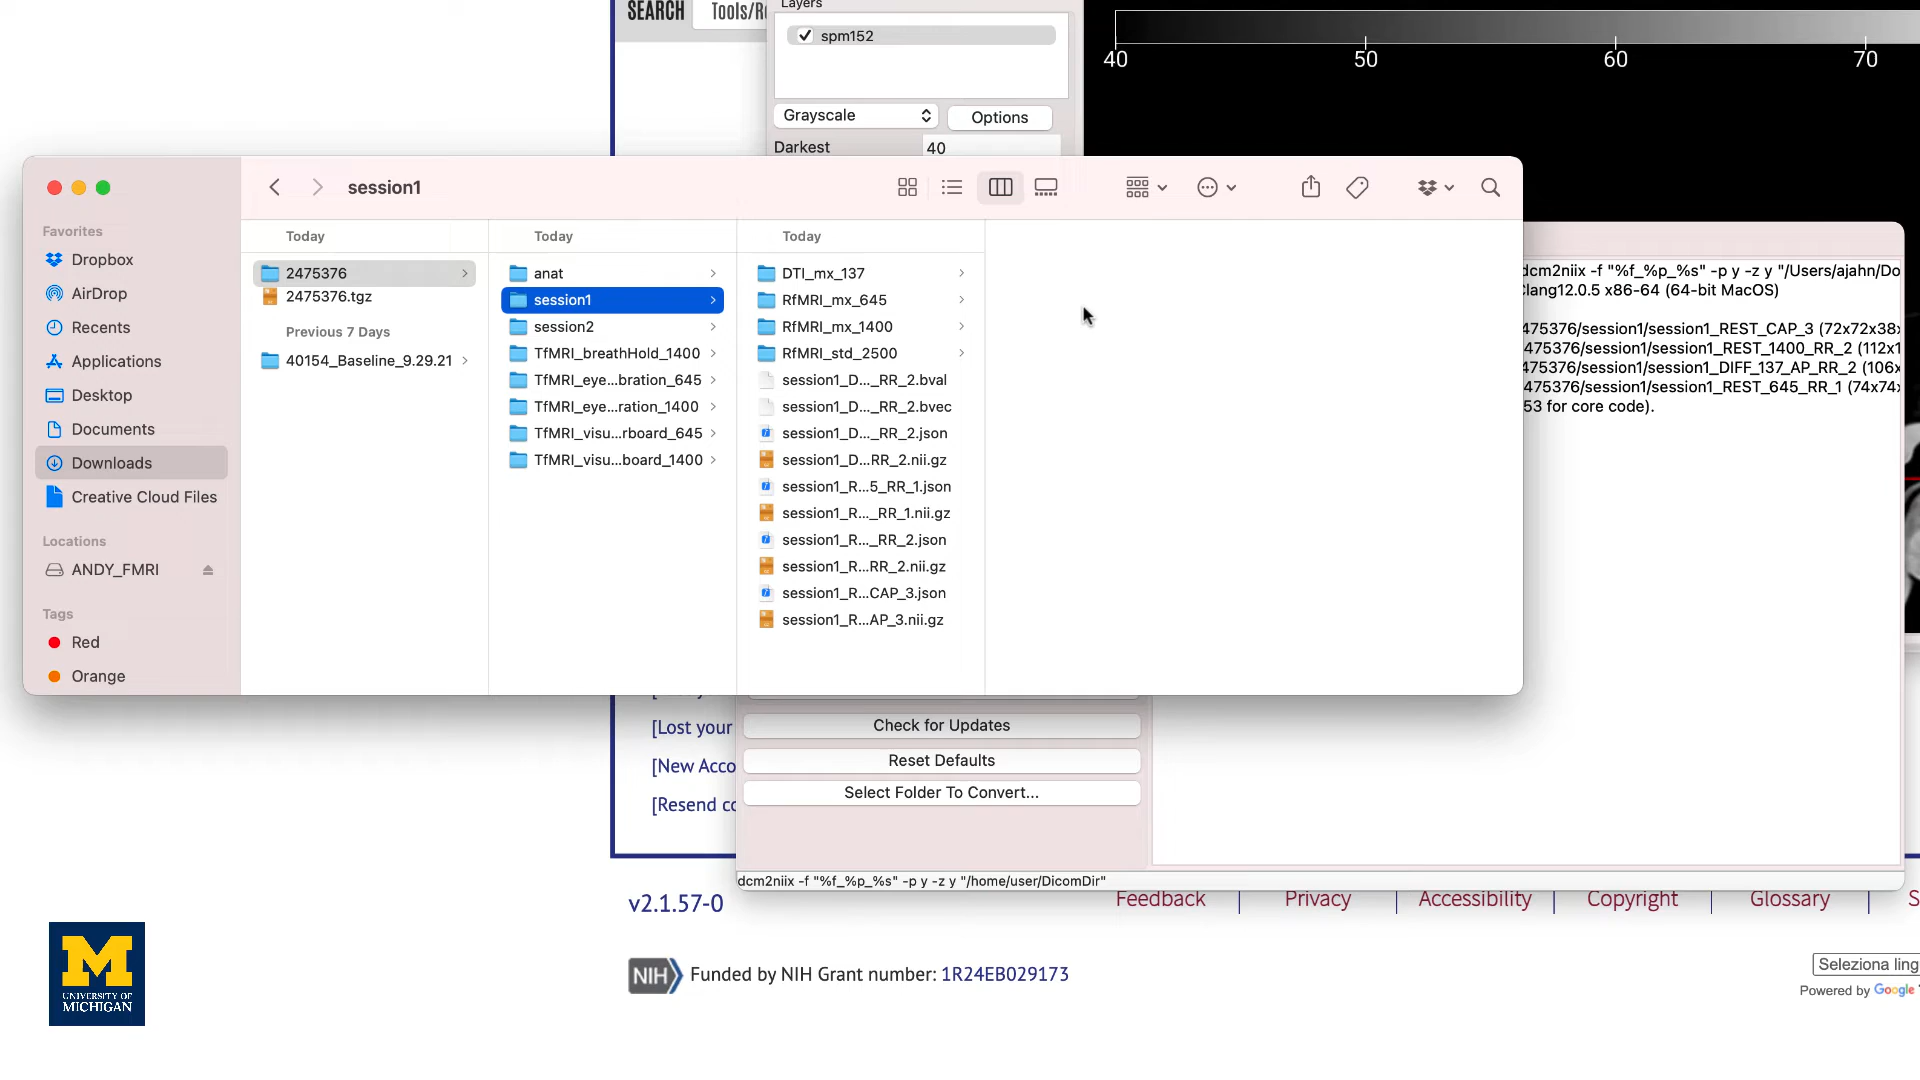 SEARCH
Tools/R
Layers
spm152
Grayscale
Options
Darkest
40
40
50
60
70
session1
Favorites
Dropbox
AirDrop
Recents
Applications
Desktop
Documents
Downloads
Creative Cloud Files
Locations
ANDY_FMRI
Tags
Red
Orange
Today
2475376
2475376.tgz
Previous 7 Days
40154_Baseline_9.29.21
Today
anat
session1
session2
TfMRI_breathHold_1400
TfMRI_eye...bration_645
TfMRI_eye...ration_1400
TfMRI_visu...rboard_645
TfMRI_visu...board_1400
Today
DTI_mx_137
RfMRI_mx_645
RfMRI_mx_1400
RfMRI_std_2500
session1_D..._RR_2.bval
session1_D..._RR_2.bvec
session1_D..._RR_2.json
session1_D...RR_2.nii.gz
session1_R...5_RR_1.json
session1_R..._RR_1.nii.gz
session1_R..._RR_2.json
session1_R...RR_2.nii.gz
session1_R...CAP_3.json
session1_R...AP_3.nii.gz
dcm2niix -f "%f_%p_%s" -p y -z y "/Users/ajahn/Do
Clang12.0.5 x86-64 (64-bit MacOS)
475376/session1/session1_REST_CAP_3 (72x72x38x
475376/session1/session1_REST_1400_RR_2 (112x1
475376/session1/session1_DIFF_137_AP_RR_2 (106x
475376/session1/session1_REST_645_RR_1 (74x74x
53 for core code).
[Lost your
[New Acco
[Resend co
Check for Updates
Reset Defaults
Select Folder To Convert...
dcm2niix -f "%f_%p_%s" -p y -z y "/home/user/DicomDir"
v2.1.57-0
Feedback
Privacy
Accessibility
Copyright
Glossary
S
NIH
Funded by NIH Grant number: 1R24EB029173
Seleziona ling
Powered by Google
M
UNIVERSITY OF
MICHIGAN